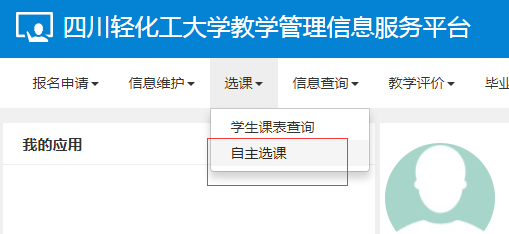 四川轻化工大学教学管理信息服务平台
报名申请 信息维护 选课 信息查询 教学评价 毕业
学生课表查询
自主选课
我的应用